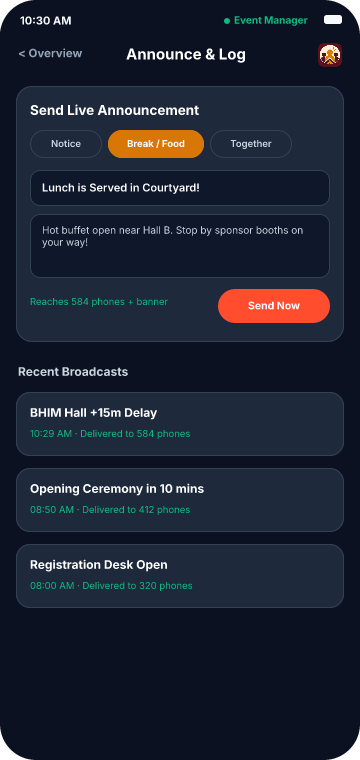 10:30 AM
Event Manager
< Overview
Announce & Log
Send Live Announcement
Notice
Break / Food
Together
Lunch is Served in Courtyard!
Hot buffet open near Hall B. Stop by sponsor booths on
your way!
Reaches 584 phones + banner
Send Now
Recent Broadcasts
BHIM Hall +15m Delay
10:29 AM · Delivered to 584 phones
Opening Ceremony in 10 mins
08:50 AM · Delivered to 412 phones
Registration Desk Open
08:00 AM · Delivered to 320 phones